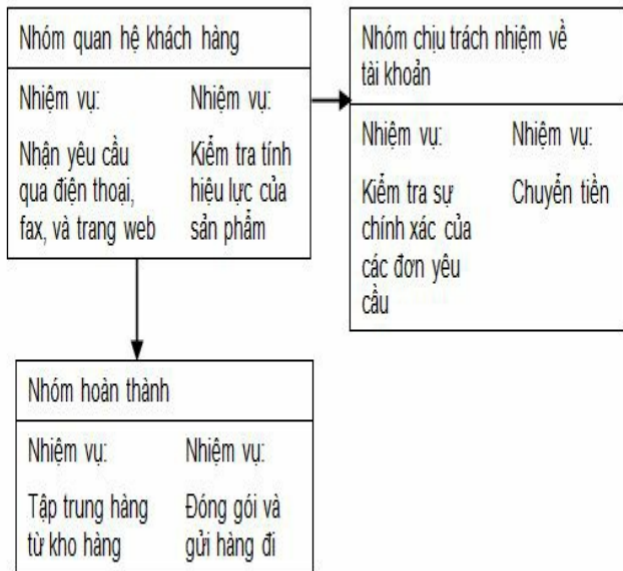 Nhóm quan hệ khách hàng
Nhiệm vụ:
Nhận yêu cầu
qua điện thoại,
fax, và trang web
Nhiệm vụ:
Kiểm tra tính
hiệu lực của
sản phẩm
Nhóm chịu trách nhiệm về
tài khoản
Nhiệm vụ:
Kiểm tra sự
chính xác của
các đơn yêu
cầu
Nhiệm vụ:
Chuyển tiền
Nhóm hoàn thành
Nhiệm vụ:
Tập trung hàng
từ kho hàng
Nhiệm vụ:
Đóng gói và
gửi hàng đi